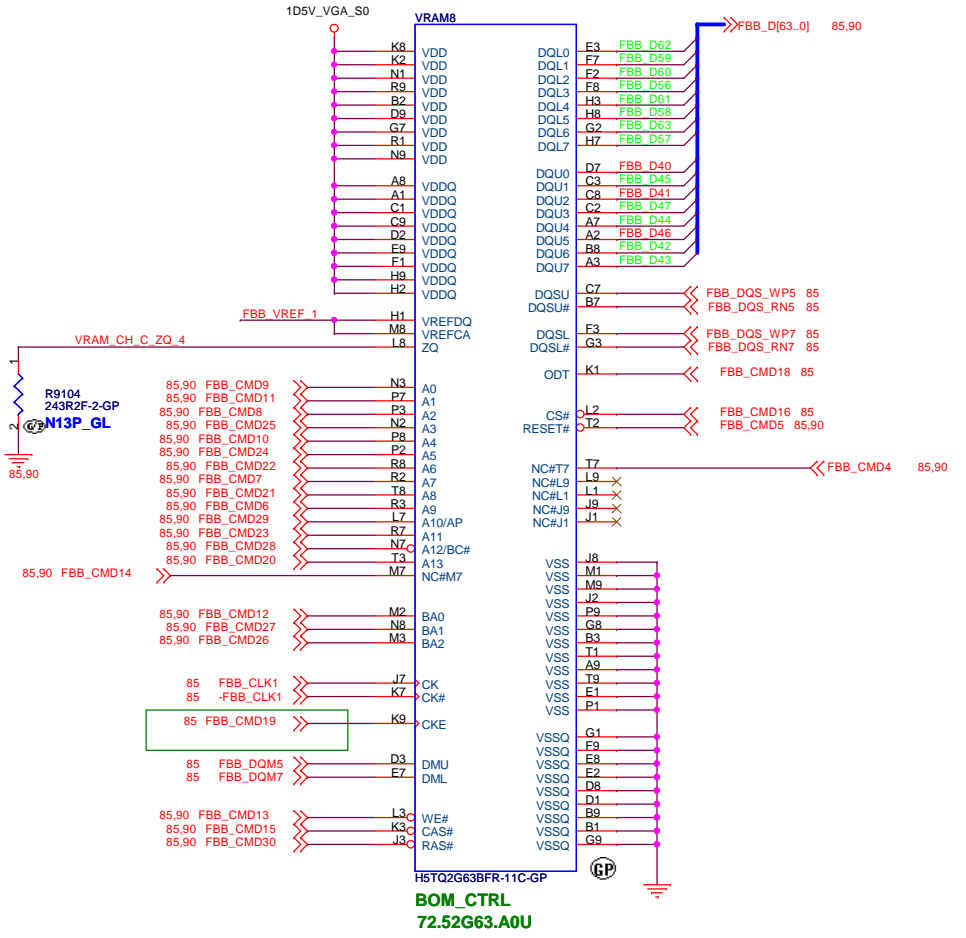 1D5V_VGA_S0
VRAM8
FBB_D[63..0] 85,90
K8 VDD
K2 VDD
N1 VDD
R9 VDD
B2 VDD
D9 VDD
G7 VDD
R1 VDD
N9 VDD
A8 VDDQ
A1 VDDQ
C1 VDDQ
C9 VDDQ
D2 VDDQ
E9 VDDQ
F1 VDDQ
H9 VDDQ
H2 VDDQ
FBB_VREF_1 H1 VREFDQ
M8 VREFCA
VRAM_CH_C_ZQ_4 L8 ZQ
1
R9104
243R2F-2-GP
2 G/P N13P_GL
85,90
85,90 FBB_CMD9 N3 A0
85,90 FBB_CMD11 P7 A1
85,90 FBB_CMD8 P3 A2
85,90 FBB_CMD25 N2 A3
85,90 FBB_CMD10 P8 A4
85,90 FBB_CMD24 P2 A5
85,90 FBB_CMD22 R8 A6
85,90 FBB_CMD7 R2 A7
85,90 FBB_CMD21 T8 A8
85,90 FBB_CMD6 R3 A9
85,90 FBB_CMD29 L7 A10/AP
85,90 FBB_CMD23 R7 A11
85,90 FBB_CMD28 N7 A12/BC#
85,90 FBB_CMD20 T3 A13
85,90 FBB_CMD14 M7 NC#M7
85,90 FBB_CMD12 M2 BA0
85,90 FBB_CMD27 N8 BA1
85,90 FBB_CMD26 M3 BA2
85 FBB_CLK1 J7 CK
85 -FBB_CLK1 K7 CK#
85 FBB_CMD19 K9 CKE
85 FBB_DQM5 D3 DMU
85 FBB_DQM7 E7 DML
85,90 FBB_CMD13 L3 WE#
85,90 FBB_CMD15 K3 CAS#
85,90 FBB_CMD30 J3 RAS#
DQL0 E3 FBB_D62
DQL1 F7 FBB_D59
DQL2 F2 FBB_D60
DQL3 F8 FBB_D56
DQL4 H3 FBB_D61
DQL5 H8 FBB_D58
DQL6 G2 FBB_D63
DQL7 H7 FBB_D57
DQU0 D7 FBB_D40
DQU1 C3 FBB_D45
DQU2 C8 FBB_D41
DQU3 C2 FBB_D47
DQU4 A7 FBB_D44
DQU5 A2 FBB_D46
DQU6 B8 FBB_D42
DQU7 A3 FBB_D43
DQSU C7 FBB_DQS_WP5 85
DQSU# B7 FBB_DQS_RN5 85
DQSL F3 FBB_DQS_WP7 85
DQSL# G3 FBB_DQS_RN7 85
ODT K1 FBB_CMD18 85
CS# L2 FBB_CMD16 85
RESET# T2 FBB_CMD5 85,90
NC#T7 T7 FBB_CMD4 85,90
NC#L9 L9
NC#L1 L1
NC#J9 J9
NC#J1 J1
VSS J8
VSS M1
VSS M9
VSS J2
VSS P9
VSS G8
VSS B3
VSS T1
VSS A9
VSS T9
VSS E1
VSS P1
VSSQ G1
VSSQ F9
VSSQ E8
VSSQ E2
VSSQ D8
VSSQ D1
VSSQ B9
VSSQ B1
VSSQ G9
H5TQ2G63BFR-11C-GP
GP
BOM_CTRL
72.52G63.A0U